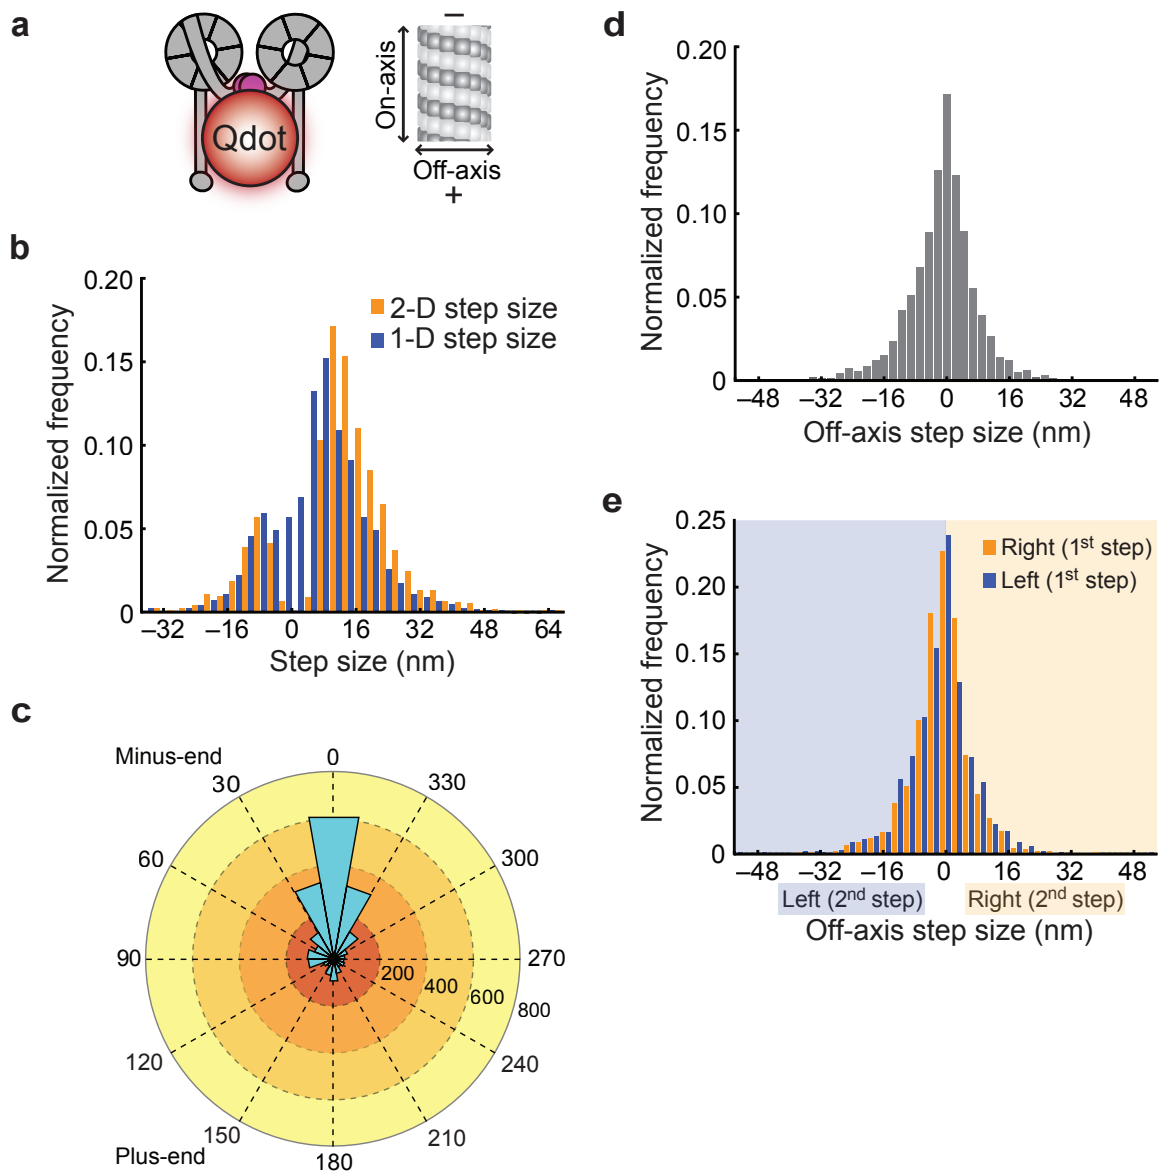 a
Qdot
−
On-axis
Off-axis
+
b
Normalized frequency
0.20
0.15
0.10
0.05
0
2-D step size
1-D step size
−32 −16 0 16 32 48 64
Step size (nm)
c
Minus-end
0
30
330
60
300
90
270
200
400
600
800
120
240
150
210
Plus-end
180
d
Normalized frequency
0.20
0.15
0.10
0.05
0
−48 −32 −16 0 16 32 48
Off-axis step size (nm)
e
Normalized frequency
0.25
0.20
0.15
0.10
0.05
0
Right (1st step)
Left (1st step)
−48 −32 −16 0 16 32 48
Left (2nd step) Right (2nd step)
Off-axis step size (nm)